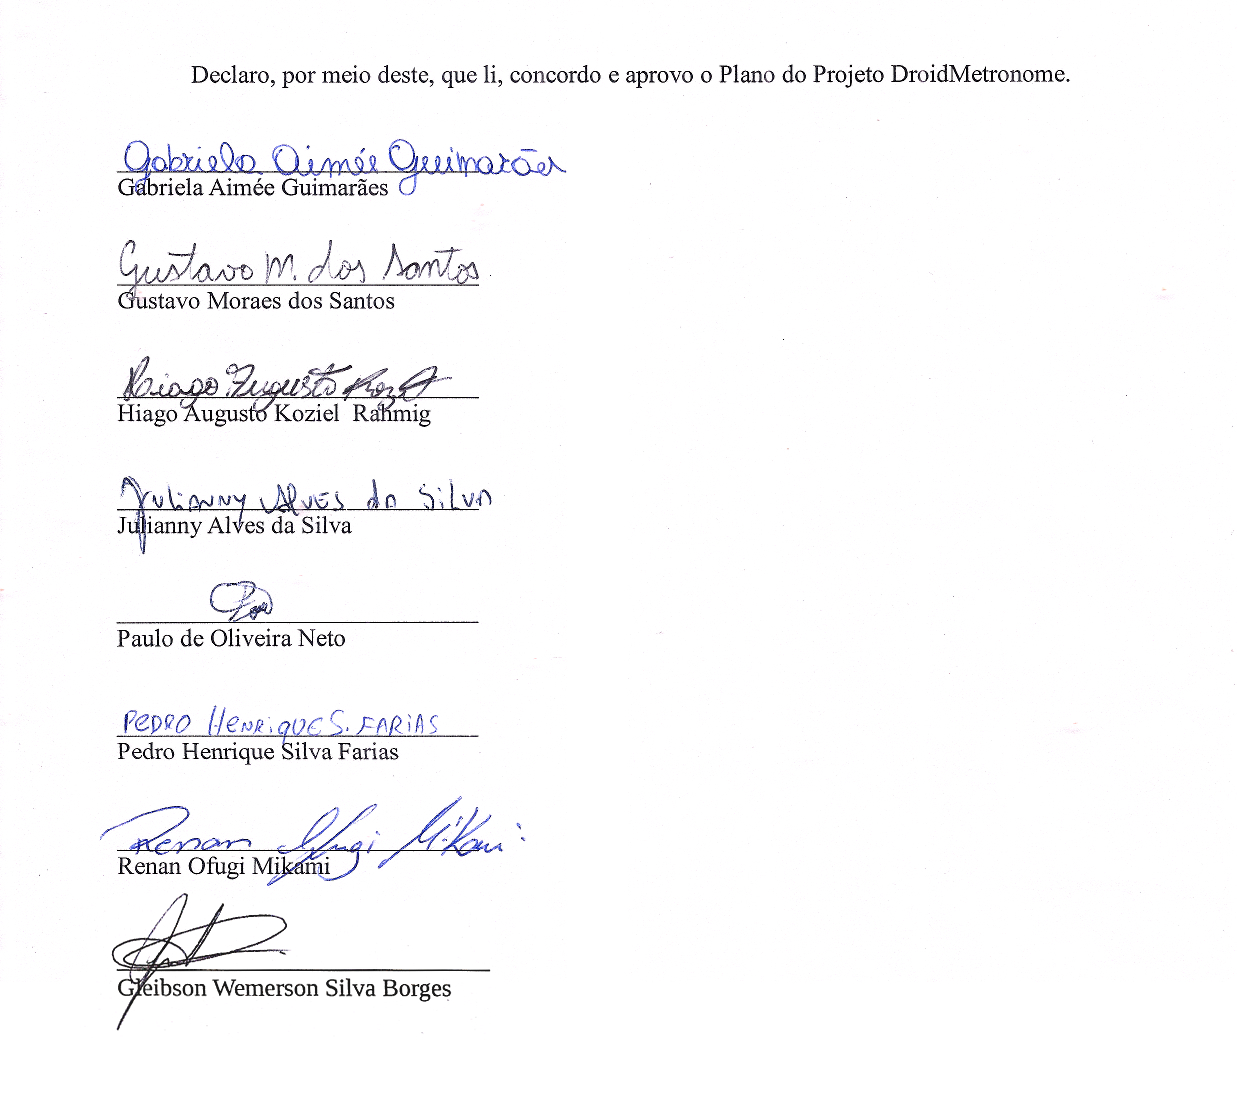 Declaro, por meio deste, que li, concordo e aprovo o Plano do Projeto DroidMetronome.
Gabriela Aimée Guimarães
Gabriela Aimée Guimarães
Gustavo M. dos Santos
Gustavo Moraes dos Santos
Hiago Augusto
Hiago Augusto Koziel Rahmig
Julianny Alves da Silva
Julianny Alves da Silva
Paulo de Oliveira Neto
Pedro Henrique S. Farias
Pedro Henrique Silva Farias
Renan Ofugi Mikami
Renan Ofugi Mikami
Gleibson Wemerson Silva Borges